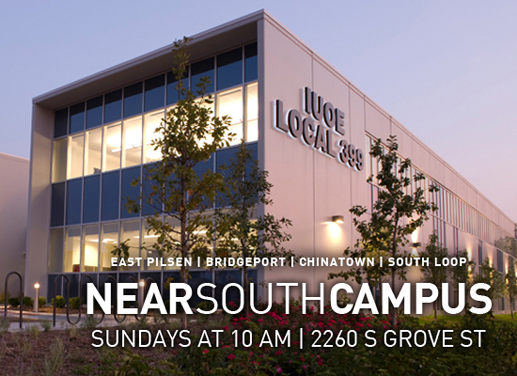 IUOE
LOCAL 399
EAST PILSEN | BRIDGEPORT | CHINATOWN | SOUTH LOOP
NEARSOUTHCAMPUS
SUNDAYS AT 10 AM | 2260 S GROVE ST